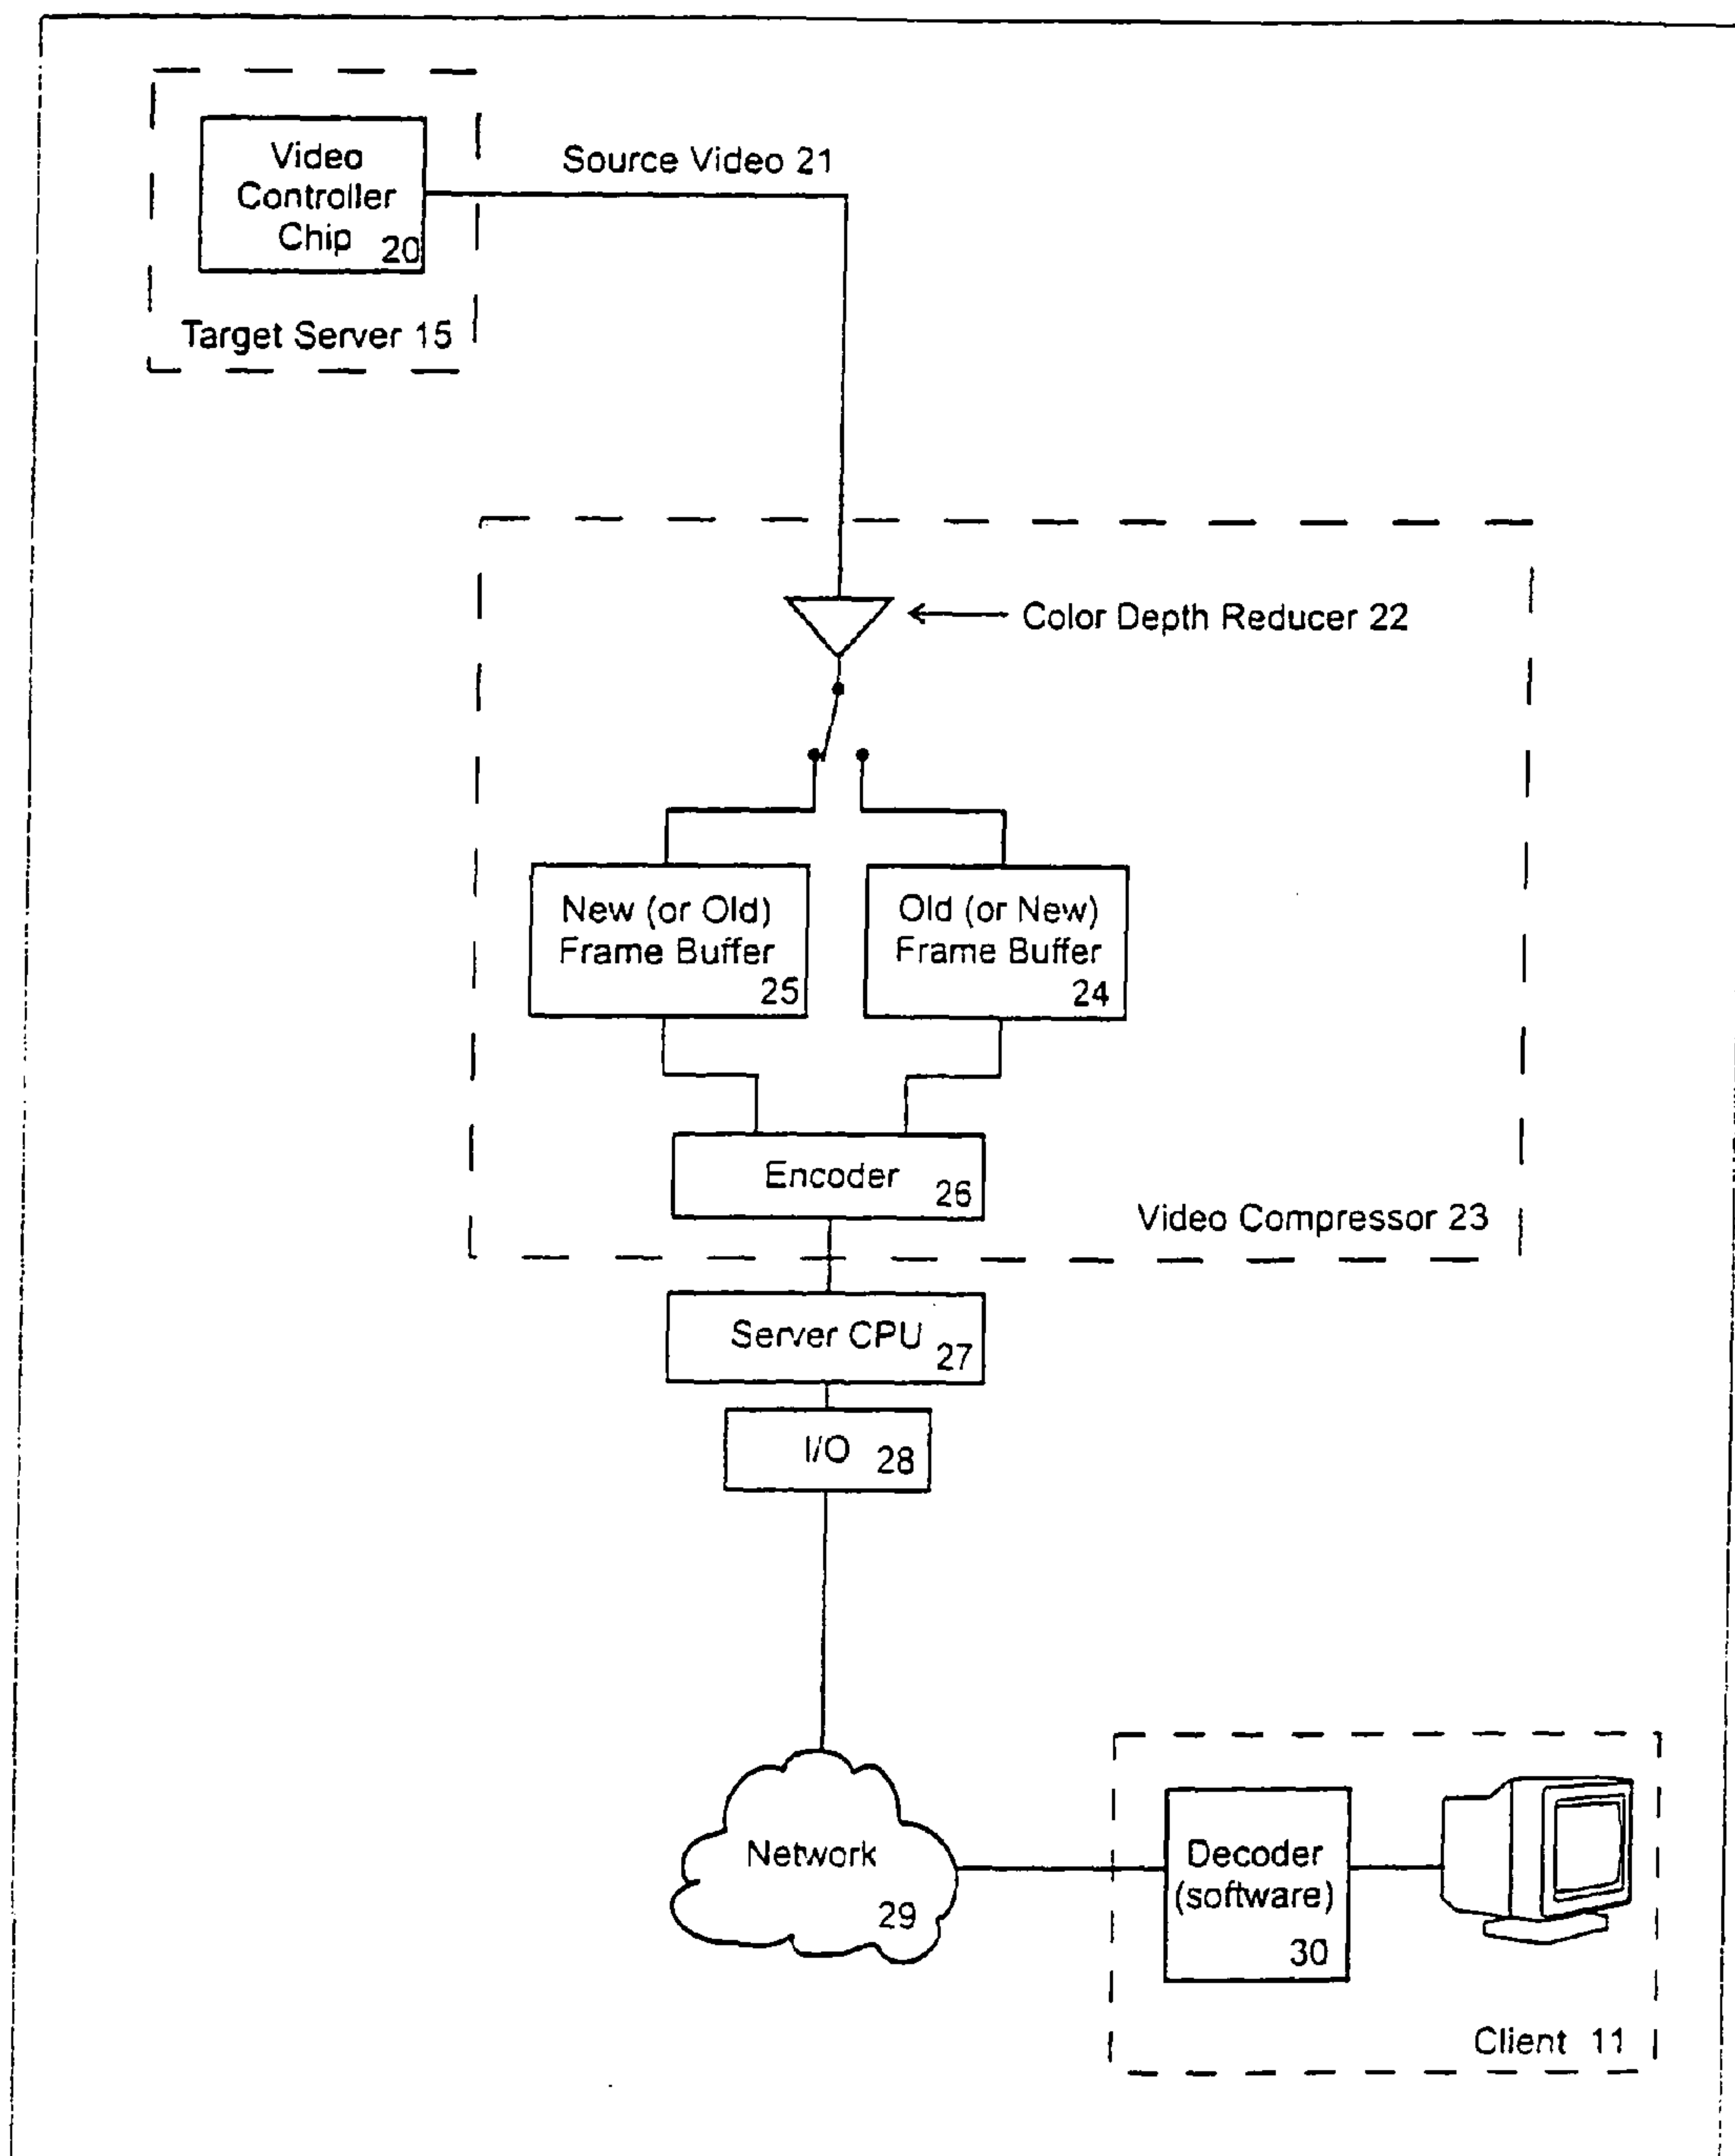 Video
Controller
Chip 20
Source Video 21
Target Server 15
Color Depth Reducer 22
New (or Old)
Frame Buffer
25
Old (or New)
Frame Buffer
24
Encoder 26
Video Compressor 23
Server CPU 27
I/O 28
Network
29
Decoder
(software)
30
Client 11